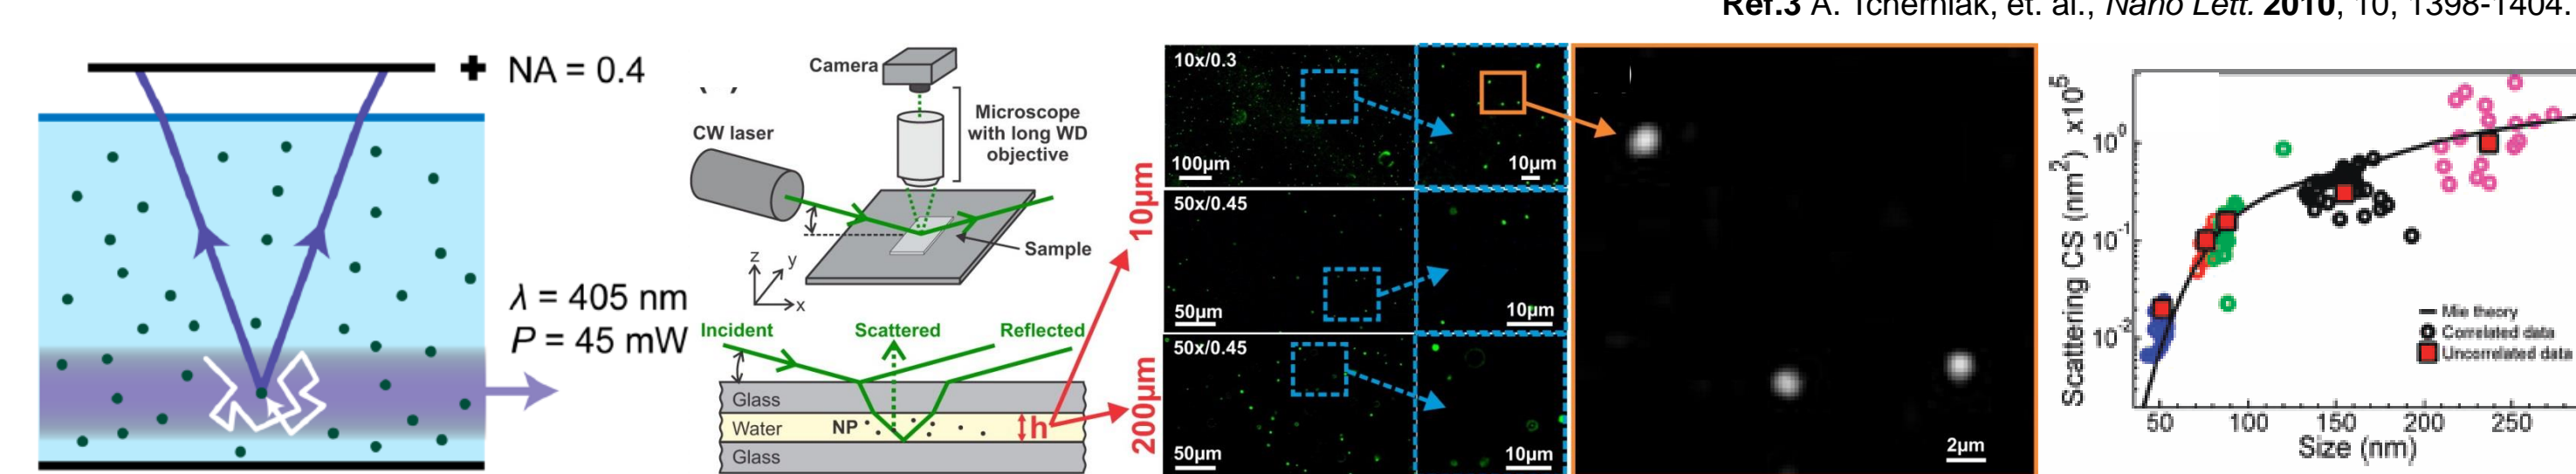 Ref.3 A. Tcherniak, et. al., Nano Lett. 2010, 10, 1398-1404.
+ NA = 0.4
λ = 405 nm
P = 45 mW
Camera
CW laser
Microscope
with long WD
objective
Sample
z
y
x
Incident
Scattered
Reflected
Glass
Water
NP
h
Glass
10µm
200µm
10x/0.3
100µm
10µm
50x/0.45
50µm
10µm
50x/0.45
50µm
10µm
2µm
Scattering CS (nm²) x10⁵
10⁰
10⁻¹
10⁻²
Mie theory
Correlated data
Uncorrelated data
50
100
150
200
250
Size (nm)